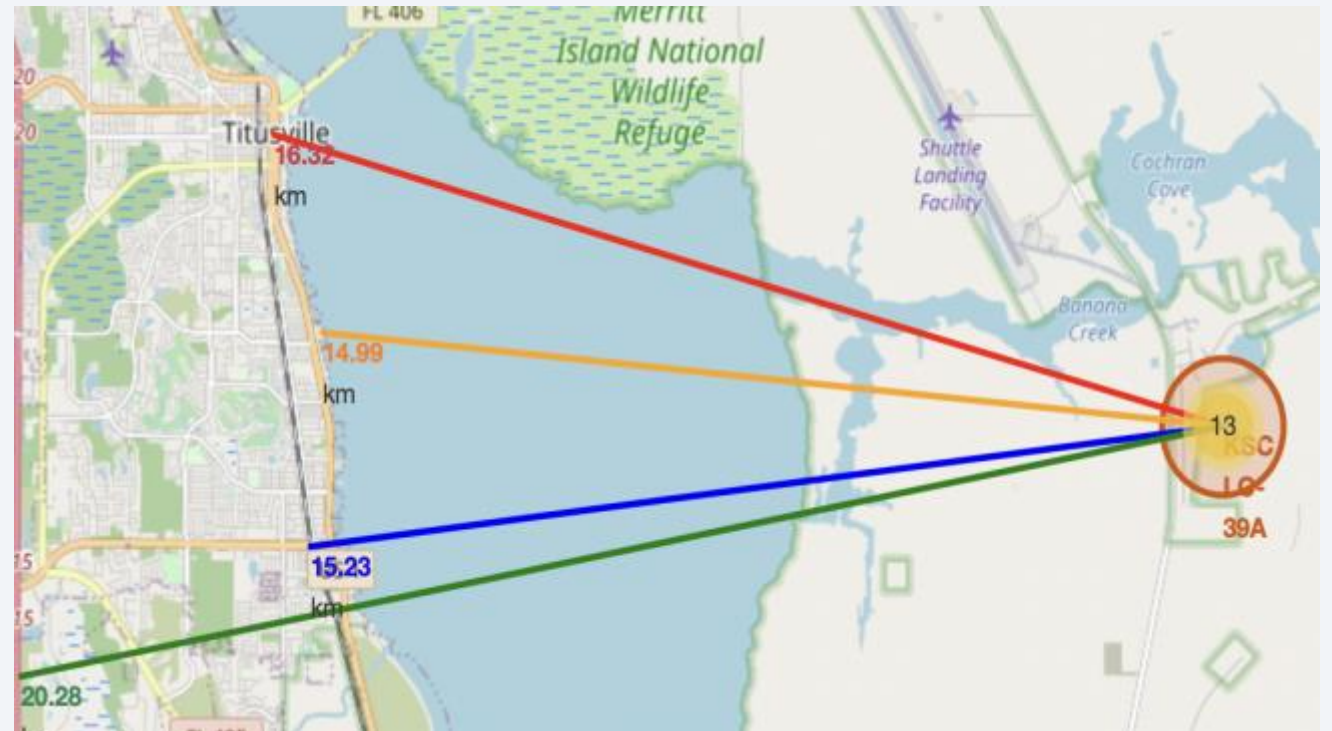 FL 406
Merritt
Island National
Wildlife
Refuge
20
20
Titusville
16.32
km
Shuttle
Landing
Facility
Cochran
Cove
Banana
Creek
14.99
km
13
KSC
LC-
39A
15.23
km
15
15
20.28